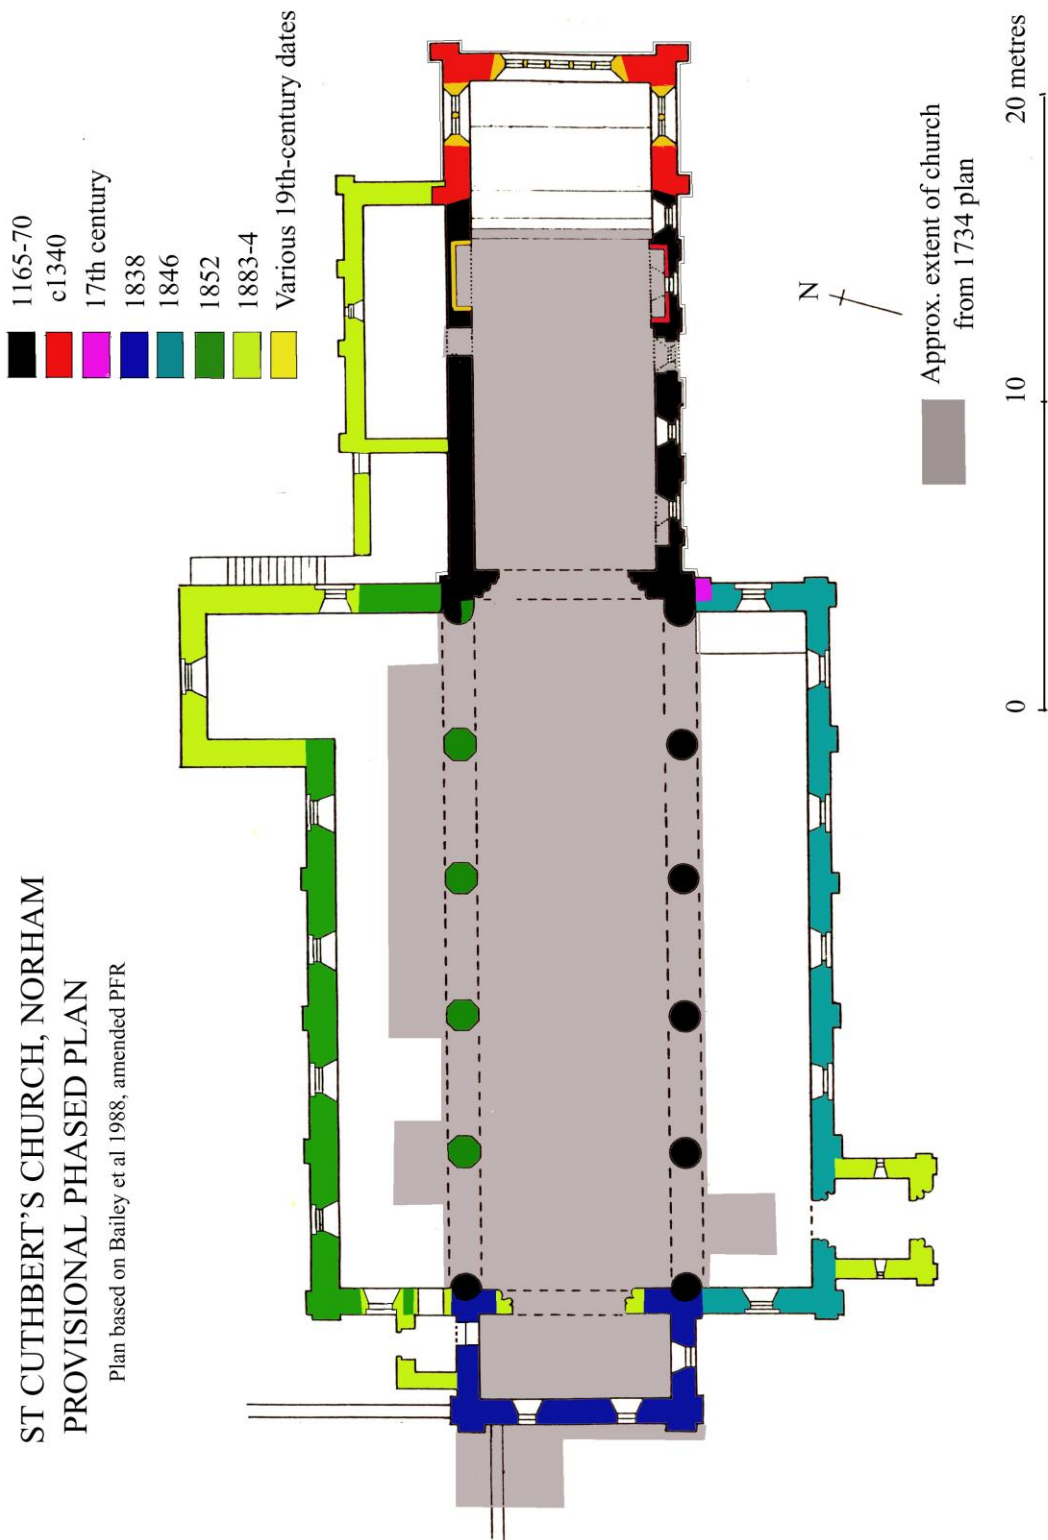 ST CUTHBERT'S CHURCH, NORHAM
PROVISIONAL PHASED PLAN
Plan based on Bailey et al 1988, amended PFR
1165-70
c1340
17th century
1838
1846
1852
1883-4
Various 19th-century dates
N
Approx. extent of church
from 1734 plan
0
10
20 metres